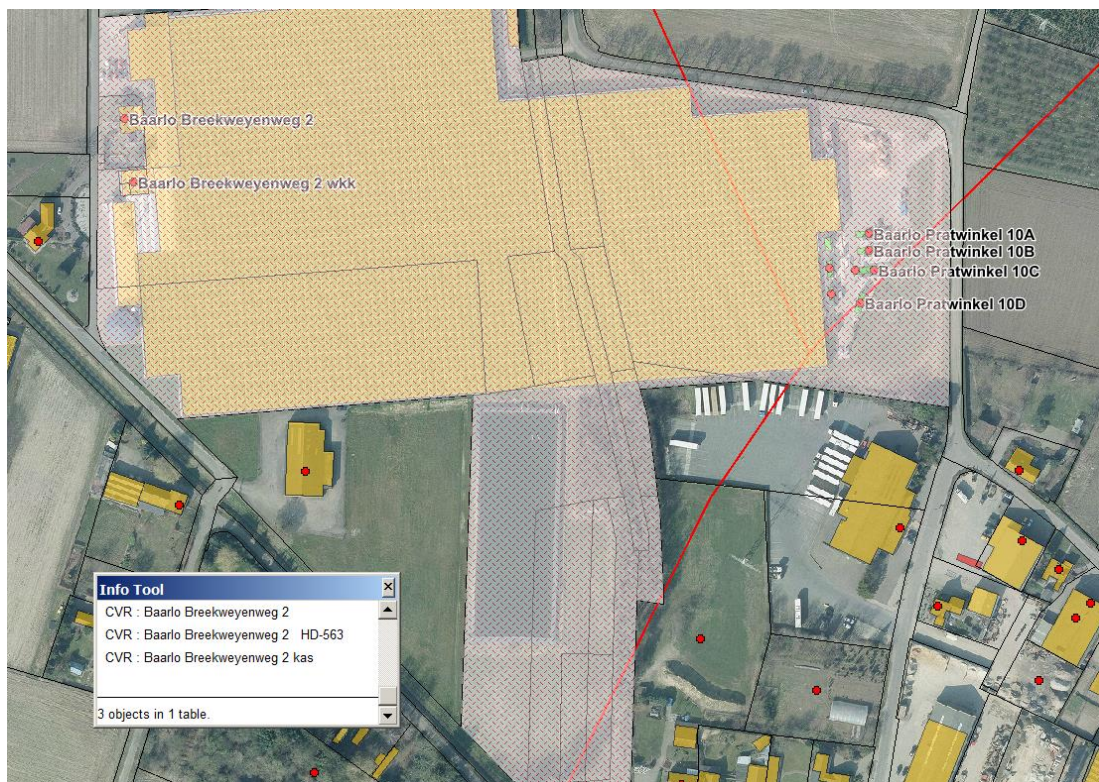 Baarlo Breekweyenweg 2
Baarlo Breekweyenweg 2 wkk
Baarlo Pratwinkel 10A
Baarlo Pratwinkel 10B
Baarlo Pratwinkel 10C
Baarlo Pratwinkel 10D
Info Tool
CVR : Baarlo Breekweyenweg 2
CVR : Baarlo Breekweyenweg 2 HD-563
CVR : Baarlo Breekweyenweg 2 kas
3 objects in 1 table.